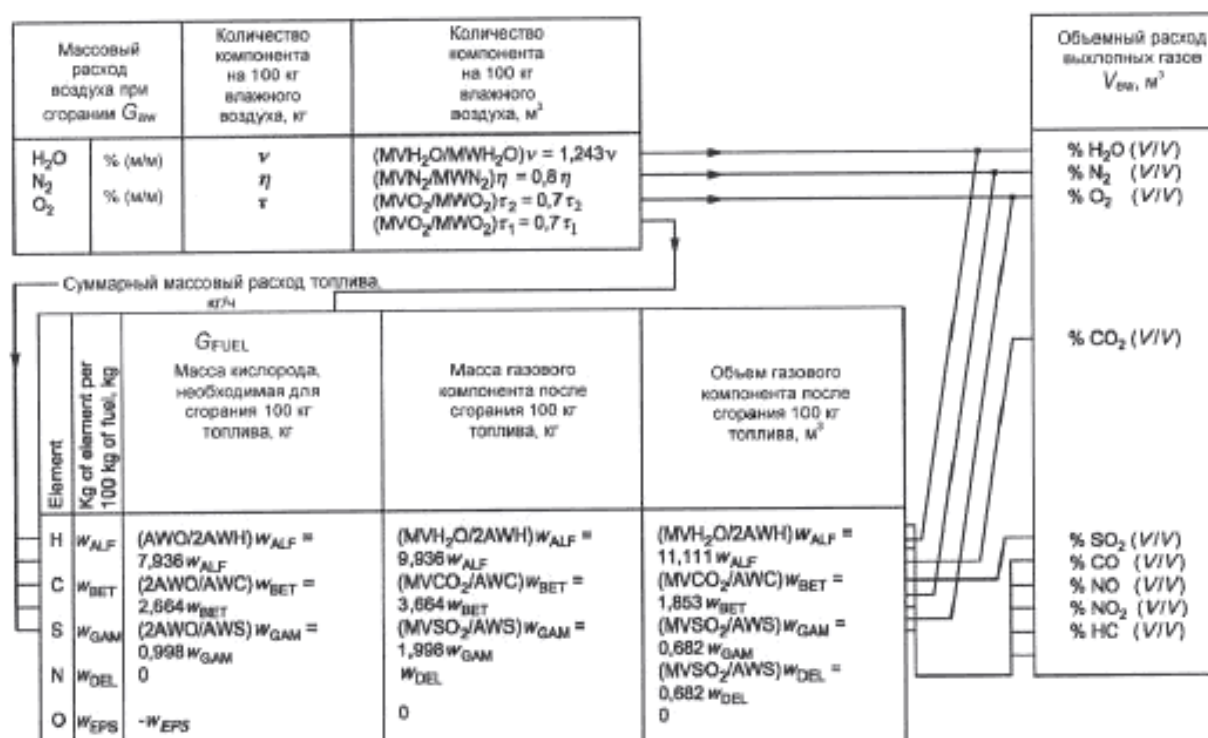 Массовый
расход
воздуха при
сгорании G_aw
Количество
компонента
на 100 кг
влажного
воздуха, кг
Количество
компонента
на 100 кг
влажного
воздуха, м³
H₂O % (м/м) ν (MVH₂O/MWH₂O)ν = 1,243ν
N₂ η (MVN₂/MWN₂)η = 0,8η
O₂ % (м/м) τ (MVO₂/MWO₂)τ₂ = 0,7τ₂
(MVO₂/MWO₂)τ₁ = 0,7τ₁
Объемный расход
выхлопных газов
V_ew, м³
% H₂O (V/V)
% N₂ (V/V)
% O₂ (V/V)
% CO₂ (V/V)
% SO₂ (V/V)
% CO (V/V)
% NO (V/V)
% NO₂ (V/V)
% HC (V/V)
Суммарный массовый расход топлива,
кг/ч
Element
Kg of element per
100 kg of fuel, kg
G_FUEL
Масса кислорода,
необходимая для
сгорания 100 кг
топлива, кг
Масса газового
компонента после
сгорания 100 кг
топлива, кг
Объем газового
компонента после
сгорания 100 кг
топлива, м³
H w_ALF (AWO/2AWH)w_ALF = (MVH₂O/2AWH)w_ALF = (MVH₂O/2AWH)w_ALF =
7,936w_ALF 9,936w_ALF 11,111w_ALF
C w_BET (2AWO/AWC)w_BET = (MVCO₂/AWC)w_BET = (MVCO₂/AWC)w_BET =
2,664w_BET 3,664w_BET 1,853w_BET
S w_GAM (2AWO/AWS)w_GAM = (MVSO₂/AWS)w_GAM = (MVSO₂/AWS)w_GAM =
0,998w_GAM 1,998w_GAM 0,682w_GAM
N w_DEL 0 w_DEL (MVSO₂/AWS)w_DEL =
0,682w_DEL
O w_EPS -w_EPS 0 0